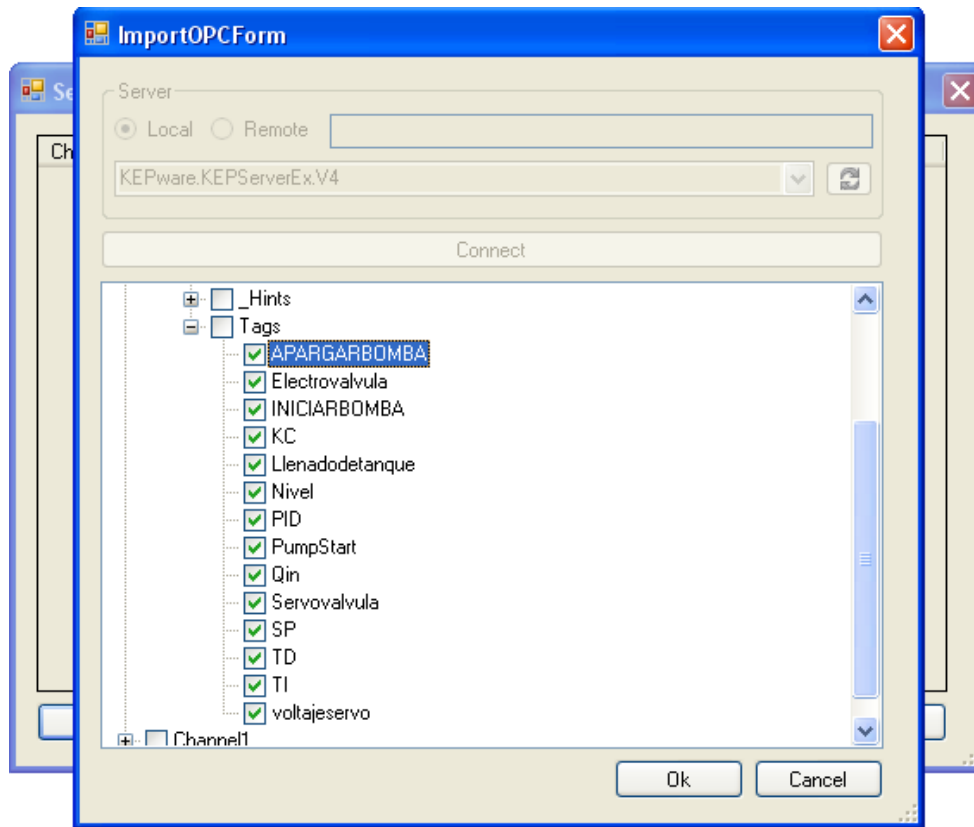 ImportOPCForm
Se
Server
Local Remote
Ch
KEPware.KEPServerEx.V4
Connect
_Hints
Tags
APARGARBOMBA
Electrovalvula
INICIARBOMBA
KC
Llenadodetanque
Nivel
PID
PumpStart
Qin
Servovalvula
SP
TD
TI
voltajeservo
Channel1
Ok Cancel